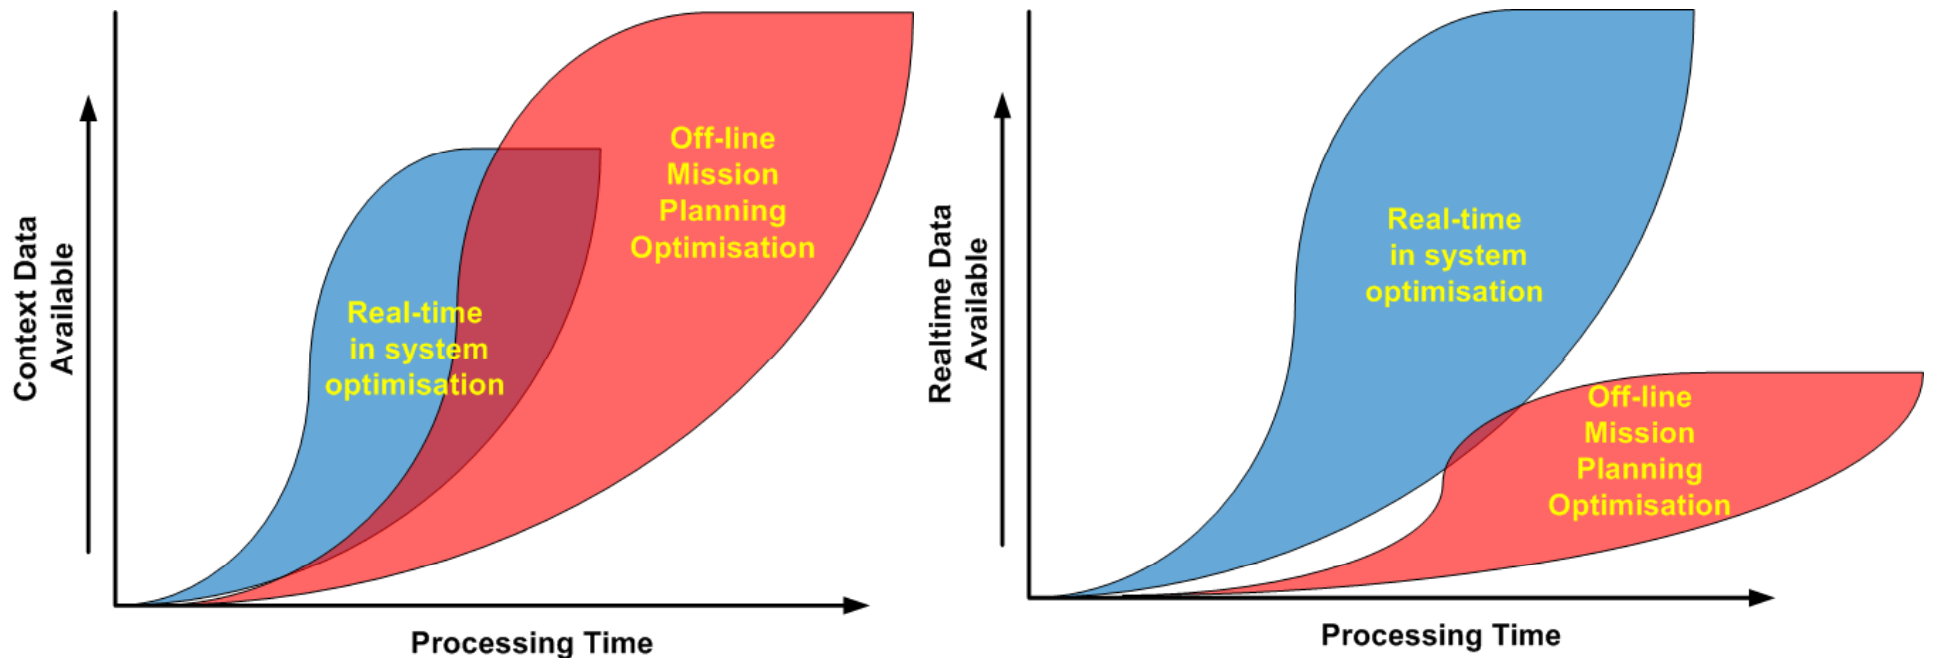 Context Data
Available
Real-time
in system
optimisation
Off-line
Mission
Planning
Optimisation
Processing Time
Realtime Data
Available
Real-time
in system
optimisation
Off-line
Mission
Planning
Optimisation
Processing Time